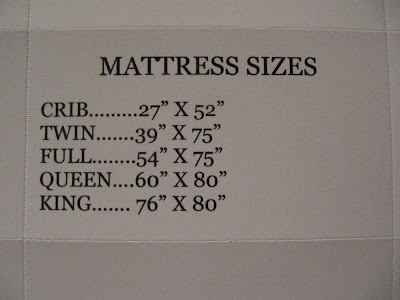 MATTRESS SIZES
CRIB.........27” X 52”
TWIN.......39” X 75”
FULL........54” X 75”
QUEEN....60” X 80”
KING....... 76” X 80”